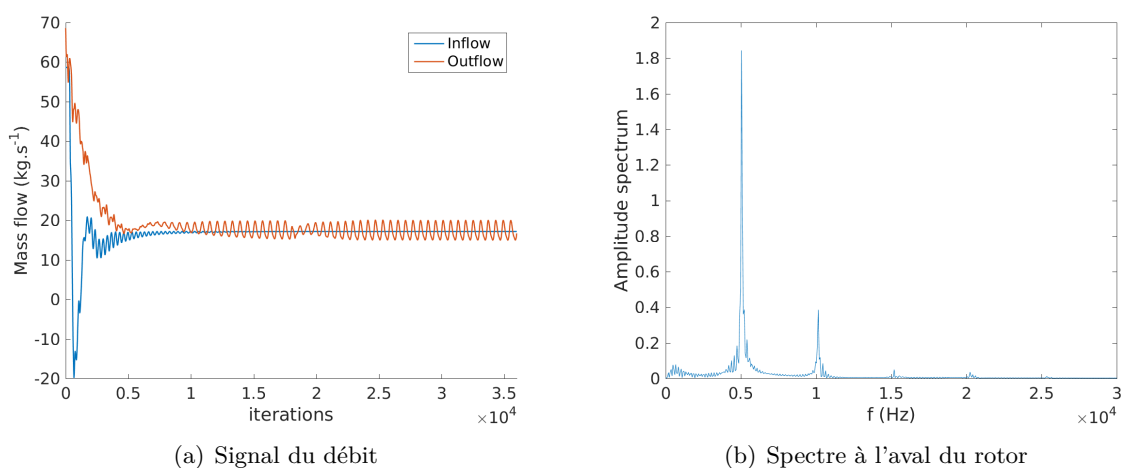 70
60
50
40
30
20
10
0
-10
-20
Mass flow (kg.s-1)
Inflow
Outflow
0 0.5 1 1.5 2 2.5 3 3.5
iterations
×10^4
(a) Signal du débit
2
1.8
1.6
1.4
1.2
1
0.8
0.6
0.4
0.2
0
Amplitude spectrum
0 0.5 1 1.5 2 2.5 3
f (Hz)
×10^4
(b) Spectre à l'aval du rotor